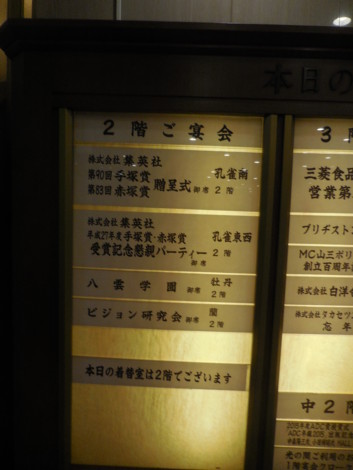 本日の
2階ご宴会
株式会社 集英社
第90回 手塚賞
第83回 赤塚賞 贈呈式 御席
孔雀南
2階
株式会社 集英社
平成27年度 手塚賞・赤塚賞
受賞記念懇親パーティー 御席
孔雀東西
2階
八雲学園 御席
牡丹
2階
ビジョン研究会 御席
蘭
2階
本日の着替室は2階でございます
3階
三菱食品
営業第
ブリヂストン
MC山三ポリ
創立百周年
株式会社 白洋舍
株式会社 タカセツ
忘年
中2階